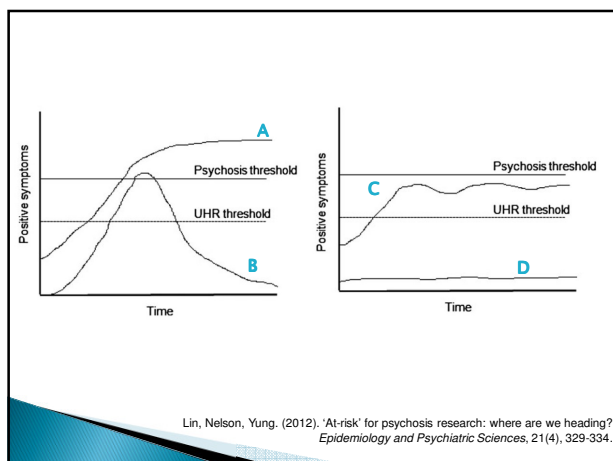 Positive symptoms
A
Psychosis threshold
UHR threshold
B
Time
Positive symptoms
Psychosis threshold
C
UHR threshold
D
Time
Lin, Nelson, Yung. (2012). 'At-risk' for psychosis research: where are we heading?
Epidemiology and Psychiatric Sciences, 21(4), 329-334.